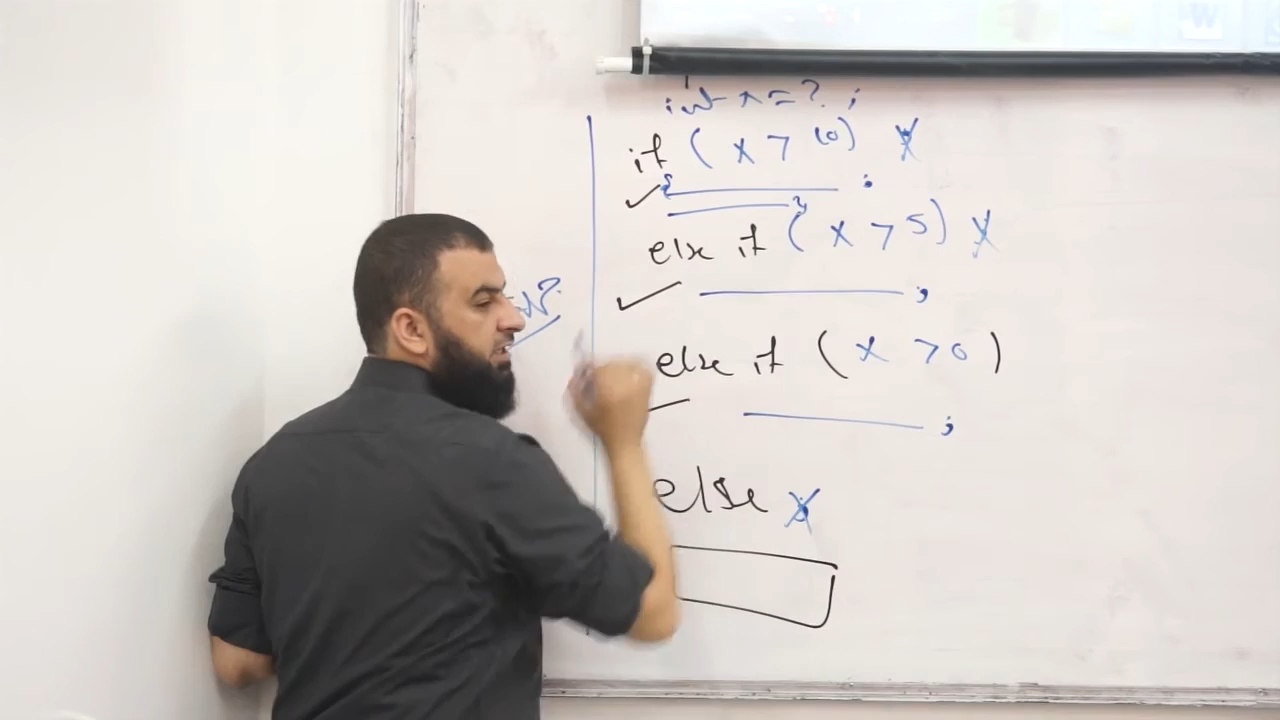 int x = ? ;
if ( x > 10)
;
else if ( x > 5)
;
else if ( x > 0 )
;
else
W